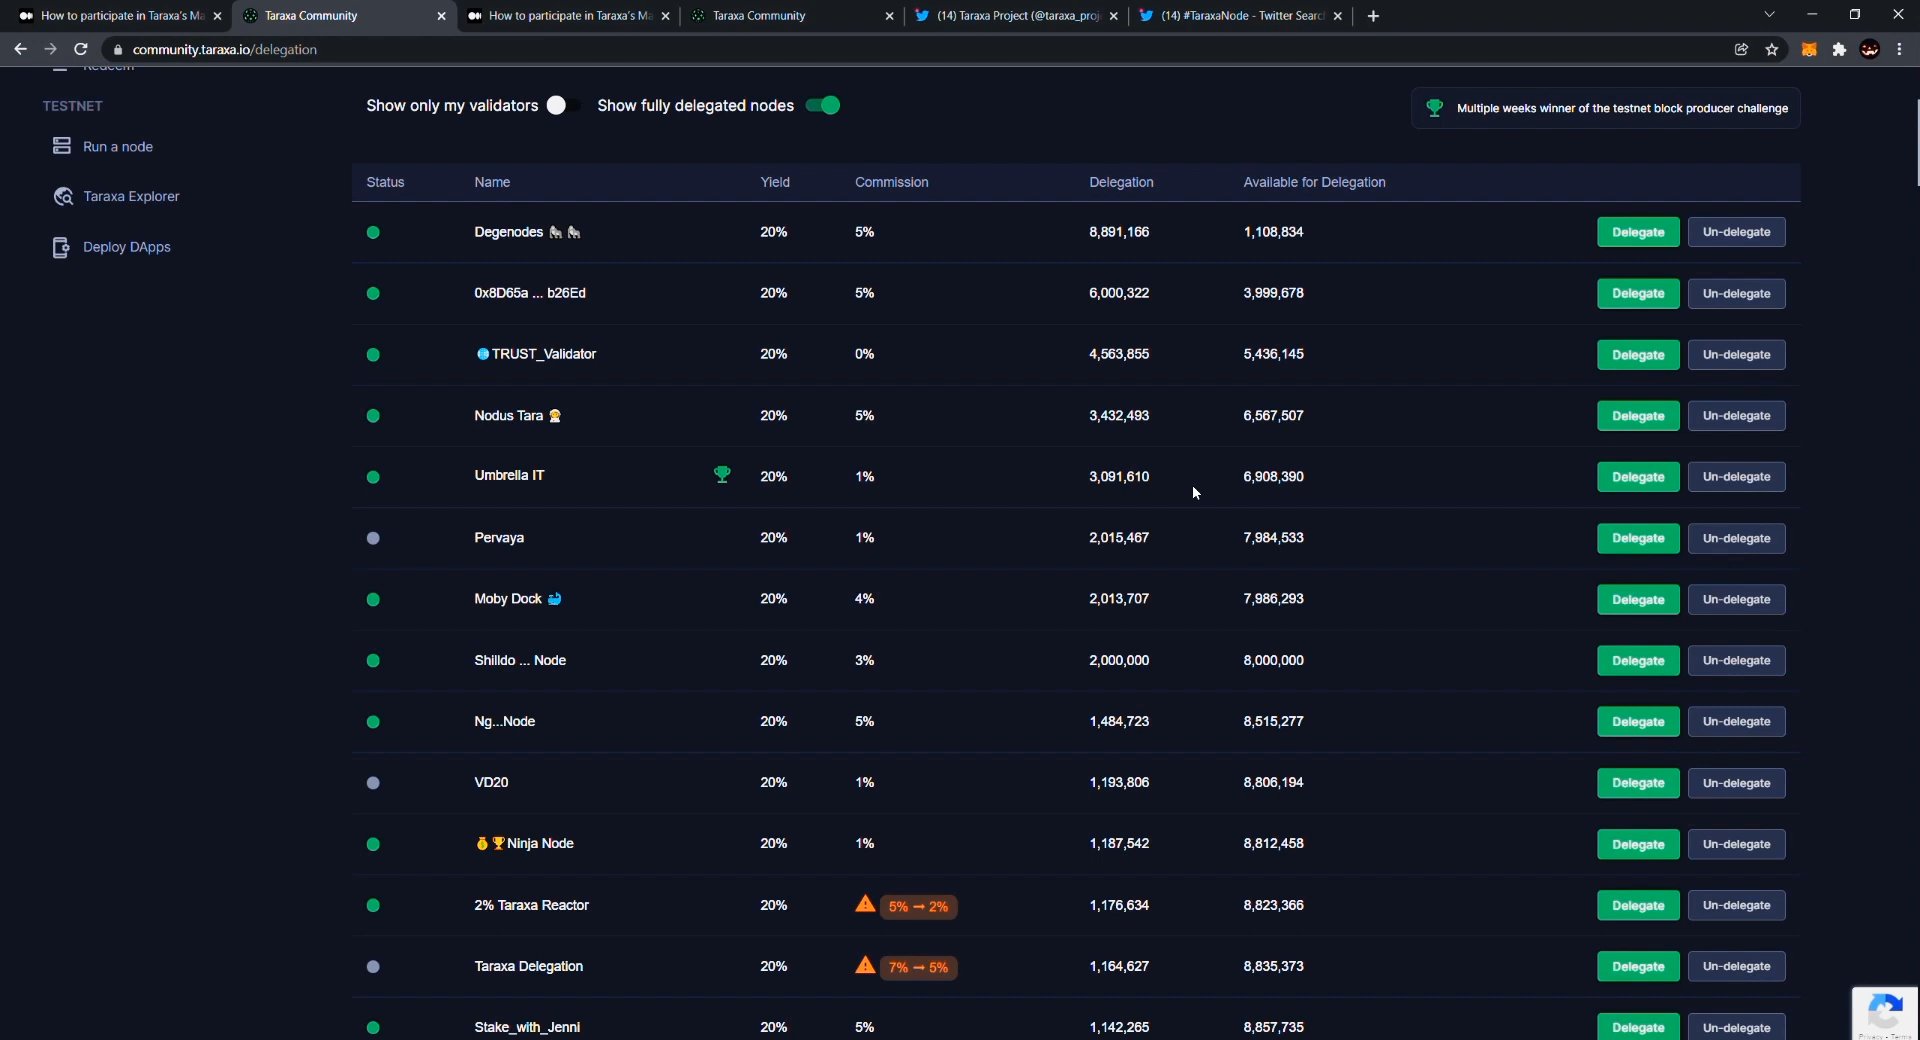 How to participate in Taraxa's Ma
Taraxa Community
How to participate in Taraxa's Ma
Taraxa Community
(14) Taraxa Project (@taraxa_proj
(14) #TaraxaNode - Twitter Search
community.taraxa.io/delegation
Redeem
TESTNET
Run a node
Taraxa Explorer
Deploy DApps
Show only my validators
Show fully delegated nodes
Multiple weeks winner of the testnet block producer challenge
Status Name Yield Commission Delegation Available for Delegation
Degenodes 🦍 🦍 20% 5% 8,891,166 1,108,834 Delegate Un-delegate
0x8D65a ... b26Ed 20% 5% 6,000,322 3,999,678 Delegate Un-delegate
🌐TRUST_Validator 20% 0% 4,563,855 5,436,145 Delegate Un-delegate
Nodus Tara 20% 5% 3,432,493 6,567,507 Delegate Un-delegate
Umbrella IT 20% 1% 3,091,610 6,908,390 Delegate Un-delegate
Pervaya 20% 1% 2,015,467 7,984,533 Delegate Un-delegate
Moby Dock 🐳 20% 4% 2,013,707 7,986,293 Delegate Un-delegate
Shilldo ... Node 20% 3% 2,000,000 8,000,000 Delegate Un-delegate
Ng...Node 20% 5% 1,484,723 8,515,277 Delegate Un-delegate
VD20 20% 1% 1,193,806 8,806,194 Delegate Un-delegate
🥇🏆Ninja Node 20% 1% 1,187,542 8,812,458 Delegate Un-delegate
2% Taraxa Reactor 20% 5% → 2% 1,176,634 8,823,366 Delegate Un-delegate
Taraxa Delegation 20% 7% → 5% 1,164,627 8,835,373 Delegate Un-delegate
Stake_with_Jenni 20% 5% 1,142,265 8,857,735 Delegate Un-delegate
Privacy - Terms